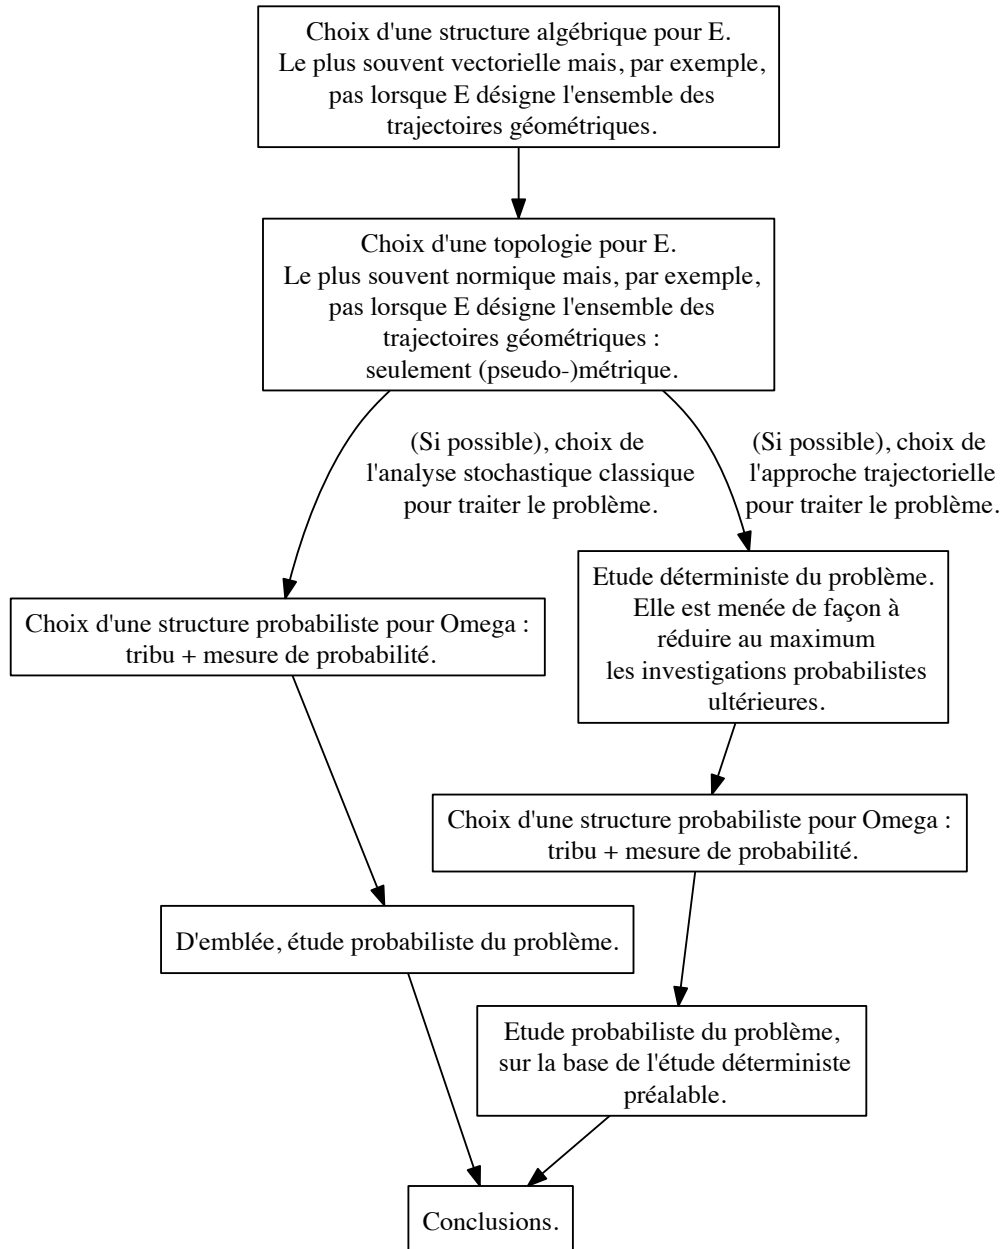 Choix d'une structure algébrique pour E.
Le plus souvent vectorielle mais, par exemple,
pas lorsque E désigne l'ensemble des
trajectoires géométriques.
Choix d'une topologie pour E.
Le plus souvent normique mais, par exemple,
pas lorsque E désigne l'ensemble des
trajectoires géométriques :
seulement (pseudo-)métrique.
(Si possible), choix de
l'analyse stochastique classique
pour traiter le problème.
(Si possible), choix de
l'approche trajectorielle
pour traiter le problème.
Etude déterministe du problème.
Elle est menée de façon à
réduire au maximum
les investigations probabilistes
ultérieures.
Choix d'une structure probabiliste pour Omega :
tribu + mesure de probabilité.
Choix d'une structure probabiliste pour Omega :
tribu + mesure de probabilité.
D'emblée, étude probabiliste du problème.
Etude probabiliste du problème,
sur la base de l'étude déterministe
préalable.
Conclusions.